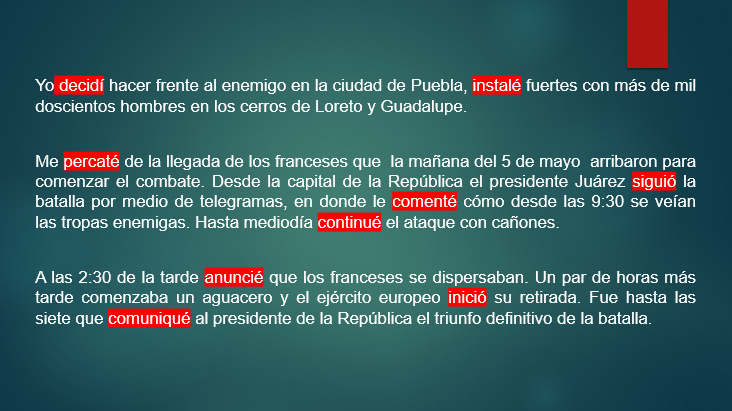 Yo decidí hacer frente al enemigo en la ciudad de Puebla, instalé fuertes con más de mil
doscientos hombres en los cerros de Loreto y Guadalupe.
Me percaté de la llegada de los franceses que la mañana del 5 de mayo arribaron para
comenzar el combate. Desde la capital de la República el presidente Juárez siguió la
batalla por medio de telegramas, en donde le comenté cómo desde las 9:30 se veían
las tropas enemigas. Hasta mediodía continué el ataque con cañones.
A las 2:30 de la tarde anuncié que los franceses se dispersaban. Un par de horas más
tarde comenzaba un aguacero y el ejército europeo inició su retirada. Fue hasta las
siete que comuniqué al presidente de la República el triunfo definitivo de la batalla.